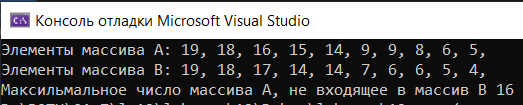 Консоль отладки Microsoft Visual Studio
Элементы массива A: 19, 18, 16, 15, 14, 9, 9, 8, 6, 5,
Элементы массива B: 19, 18, 17, 14, 14, 7, 6, 6, 5, 4,
Максильмальное число массива A, не входящее в массив B 16